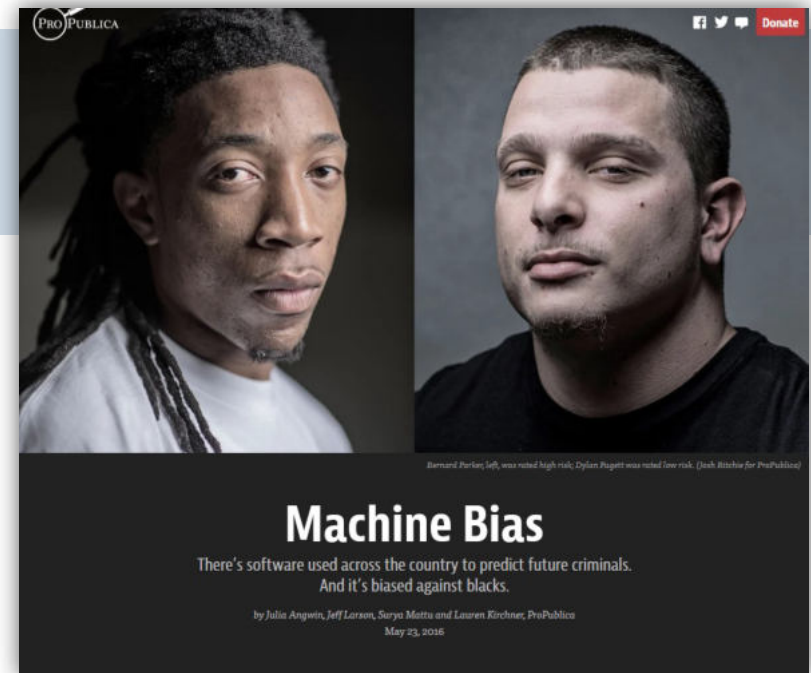 PRO PUBLICA
Donate
Bernard Parker, left, was rated high risk; Dylan Fugett was rated low risk. (Josh Ritchie for ProPublica)
Machine Bias
There's software used across the country to predict future criminals.
And it's biased against blacks.
by Julia Angwin, Jeff Larson, Surya Mattu and Lauren Kirchner, ProPublica
May 23, 2016